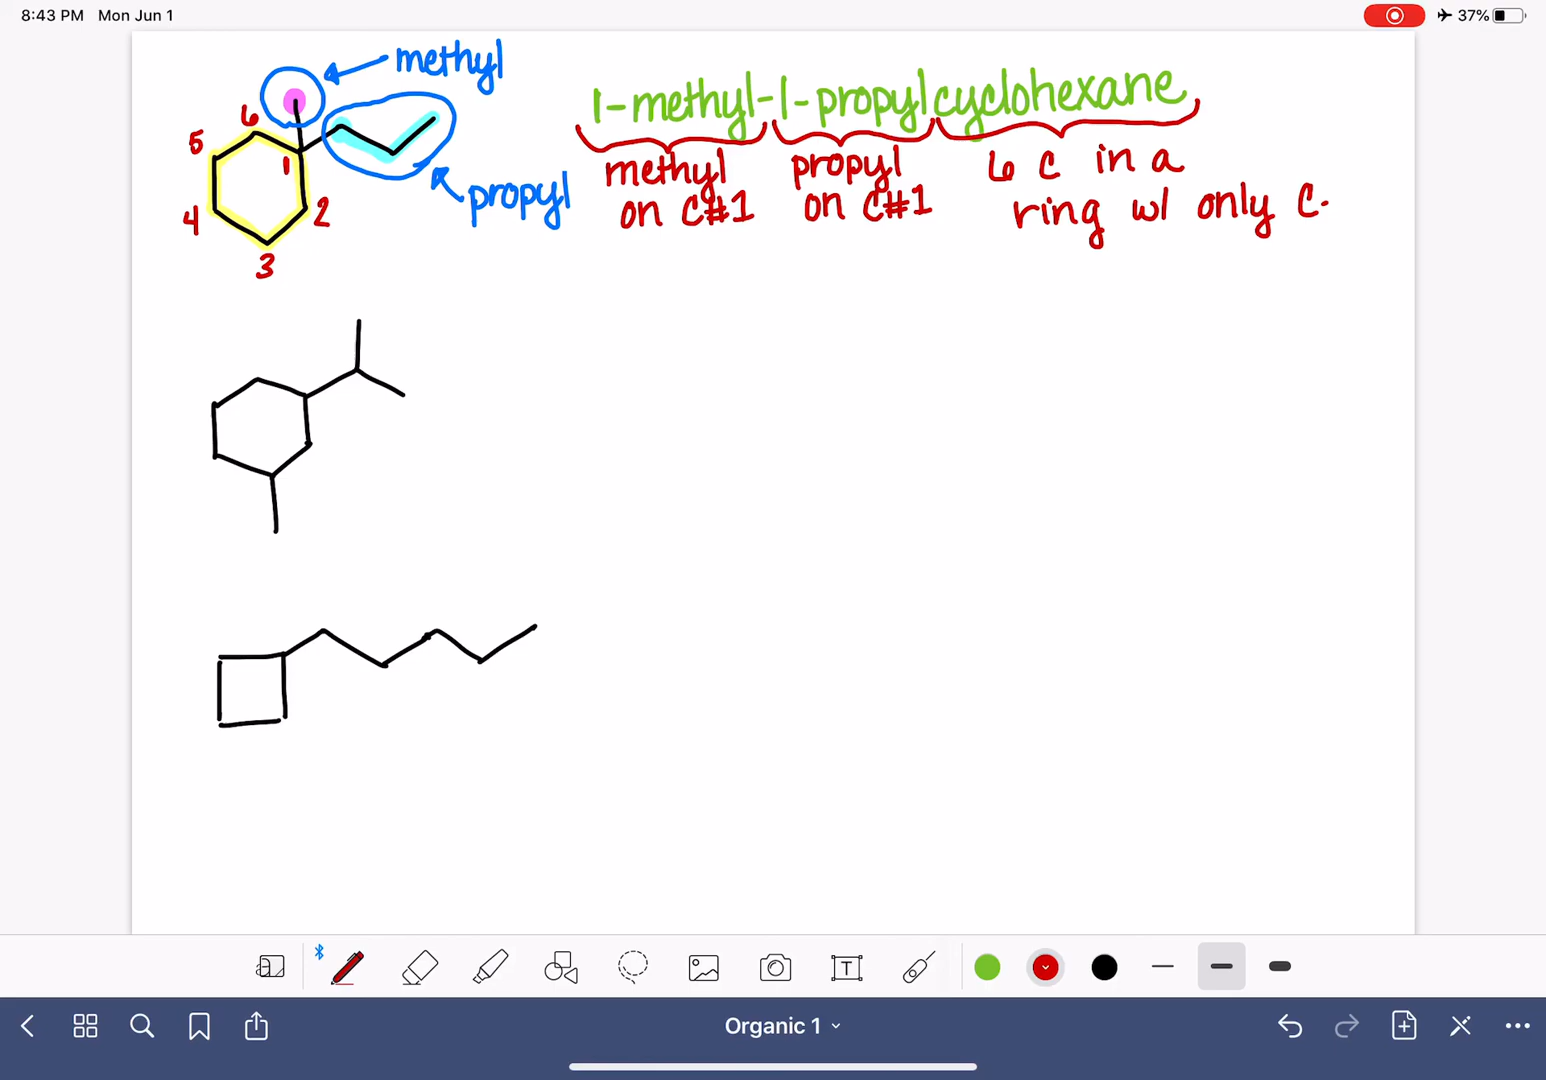 8:43 PM Mon Jun 1
37%
methyl
1-methyl-1-propylcyclohexane
6
5
1
4
2
3
propyl
methyl
on C#1
propyl
on C#1
6 C in a
ring w/ only C.
T
Organic 1